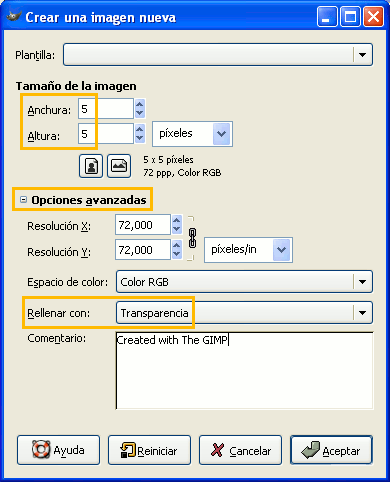 Crear una imagen nueva
Plantilla:
Tamaño de la imagen
Anchura: 5
Altura: 5 píxeles
5 x 5 píxeles
72 ppp, Color RGB
Opciones avanzadas
Resolución X: 72,000
Resolución Y: 72,000 píxeles/in
Espacio de color: Color RGB
Rellenar con: Transparencia
Comentario: Created with The GIMP
Ayuda Reiniciar Cancelar Aceptar